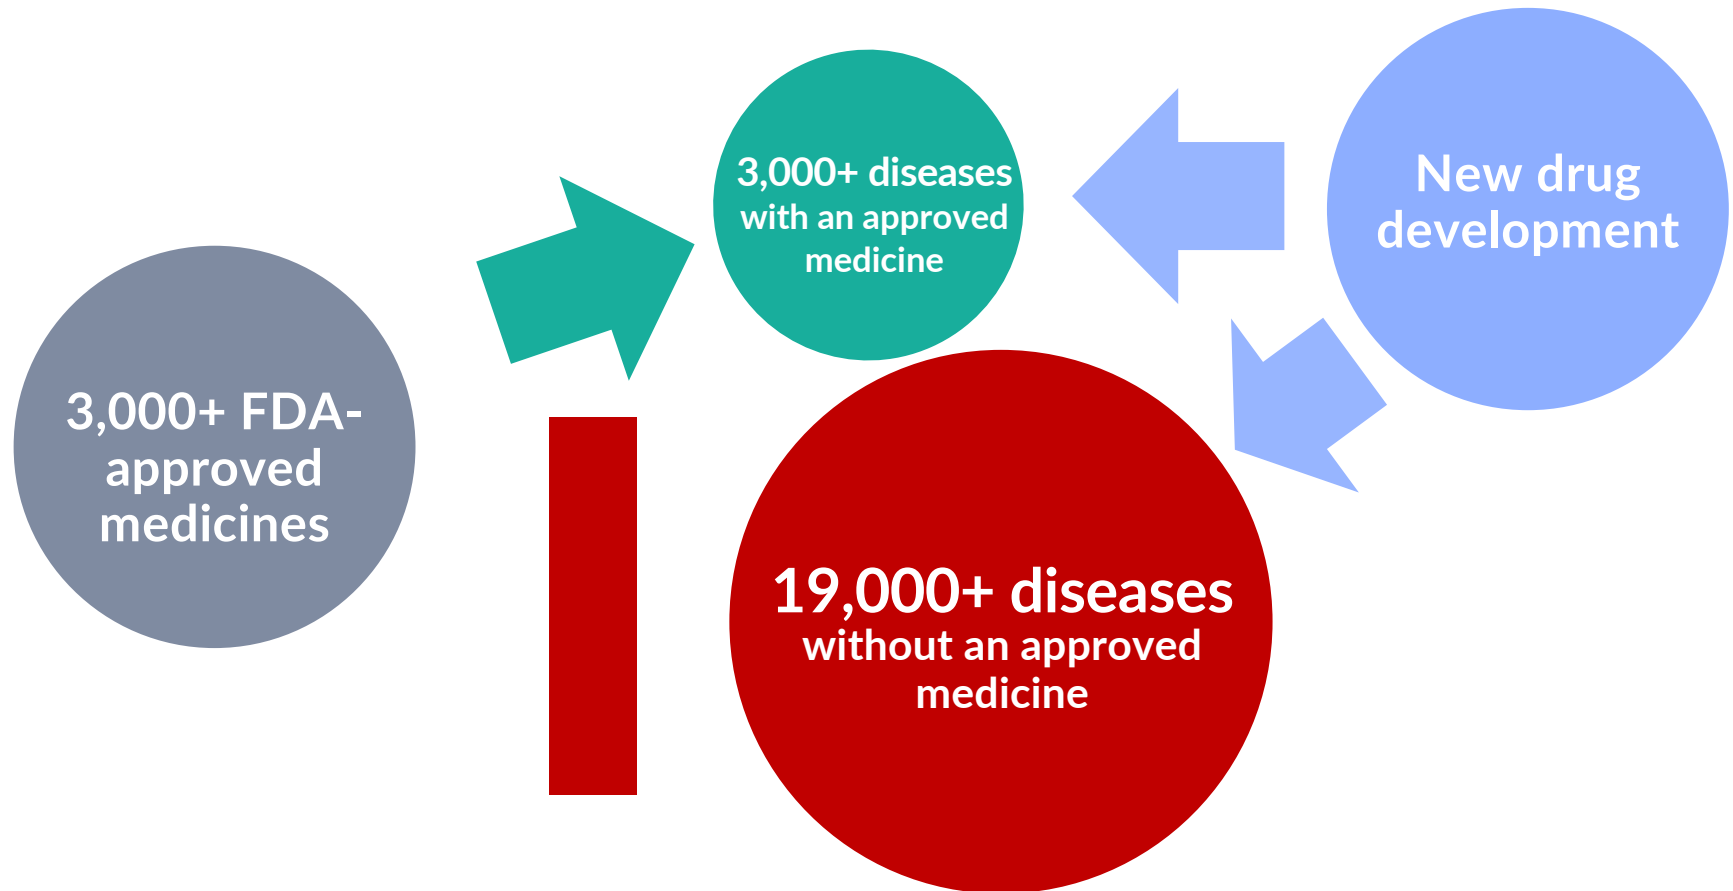 3,000+ diseases
with an approved
medicine
New drug
development
3,000+ FDA-
approved
medicines
19,000+ diseases
without an approved
medicine